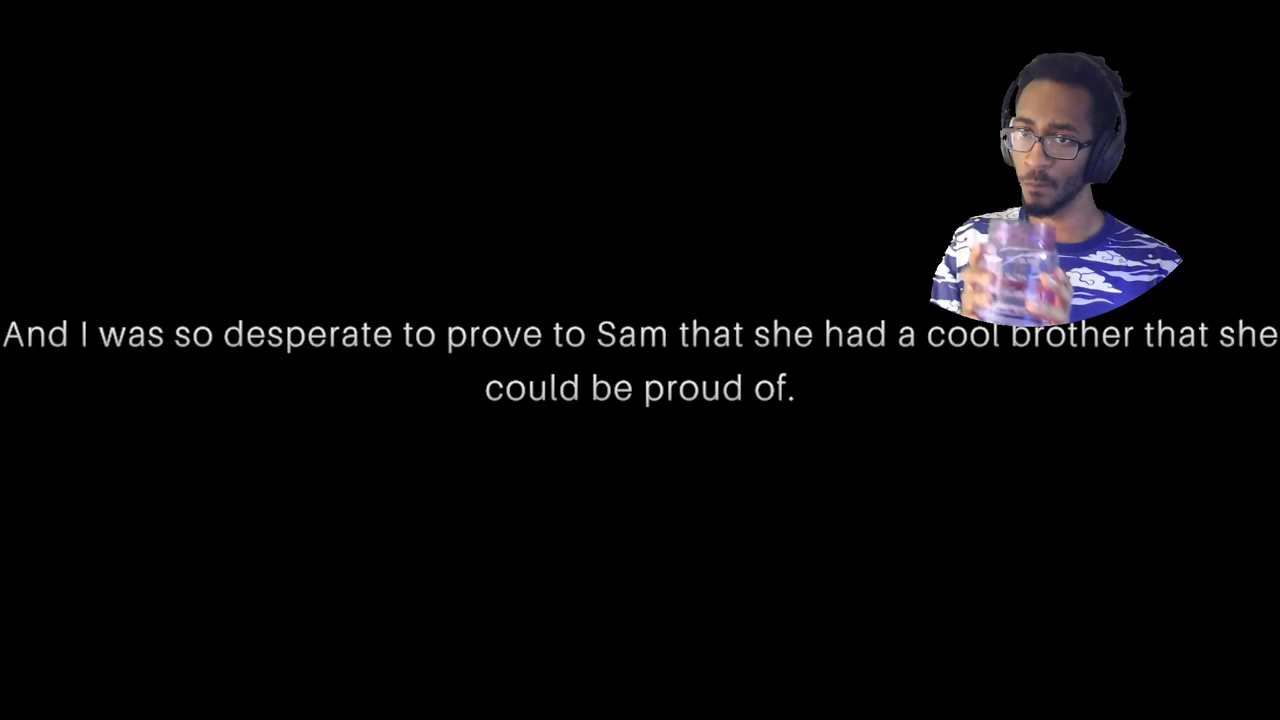 And I was so desperate to prove to Sam that she had a cool brother that she
could be proud of.